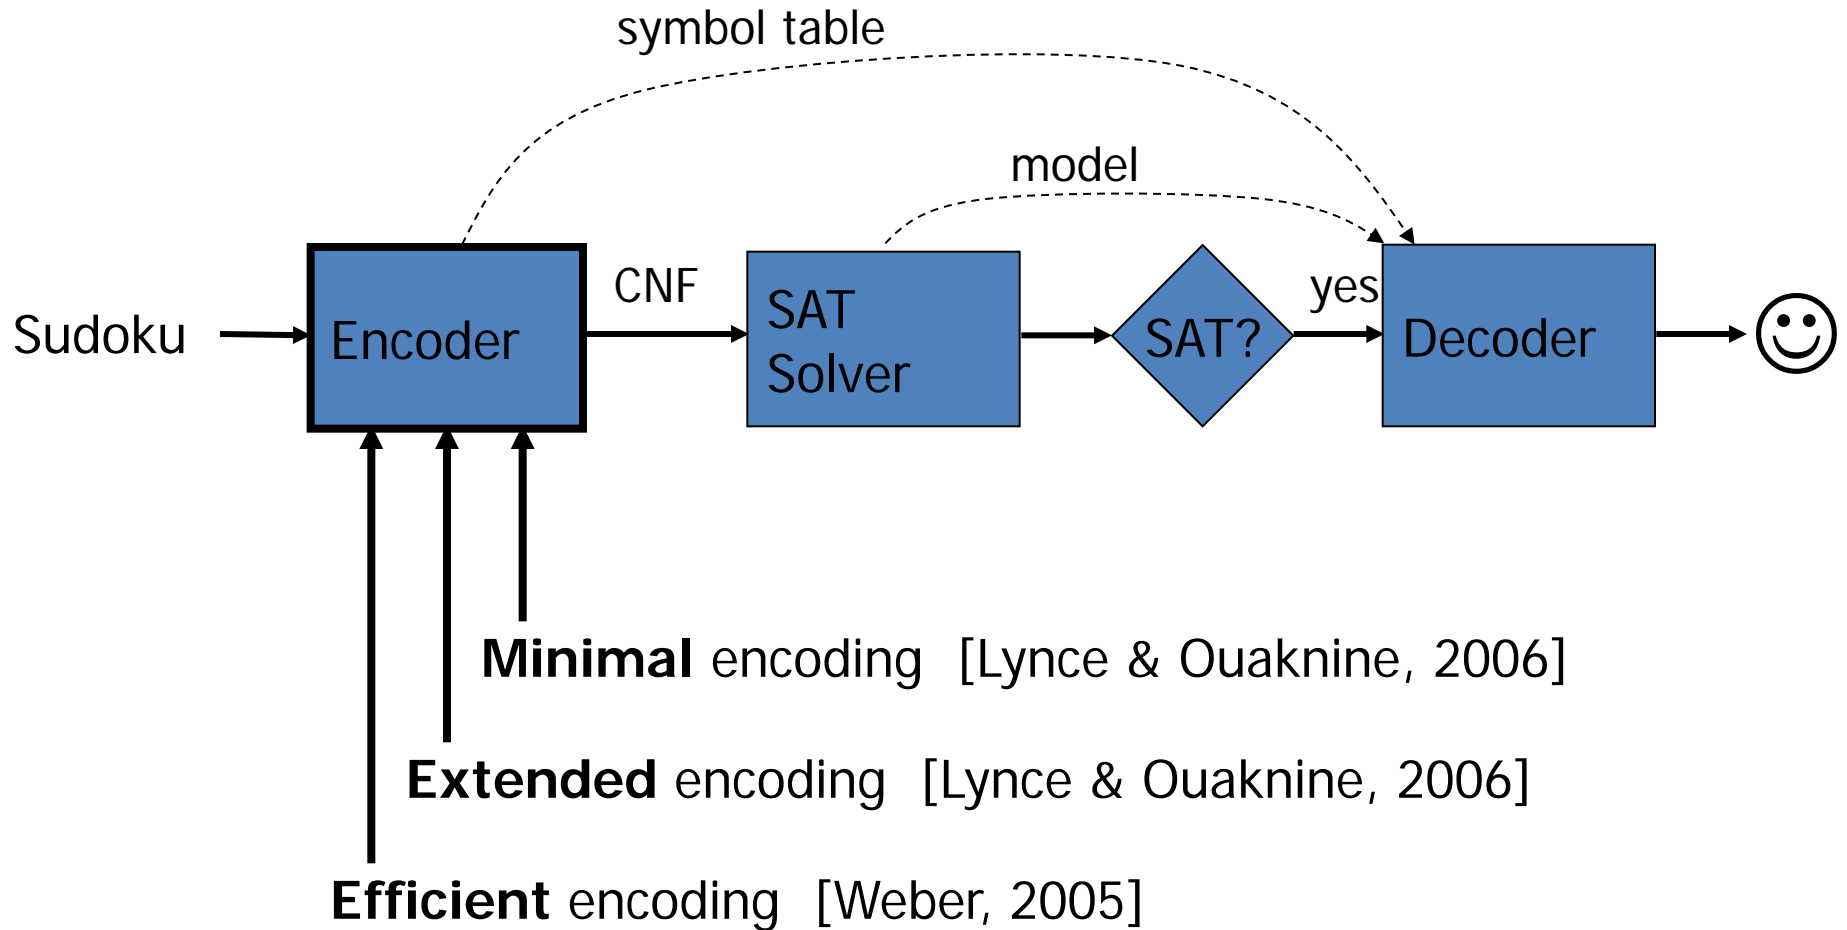 symbol table
model
Sudoku
Encoder
CNF
SAT
Solver
SAT?
yes
Decoder
Minimal encoding [Lynce & Ouaknine, 2006]
Extended encoding [Lynce & Ouaknine, 2006]
Efficient encoding [Weber, 2005]